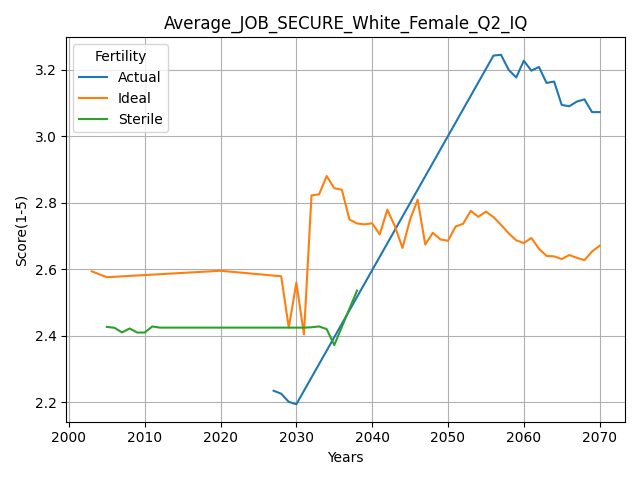 Average_JOB_SECURE_White_Female_Q2_IQ
Fertility
Actual
Ideal
Sterile
Score(1-5)
3.2
3.0
2.8
2.6
2.4
2.2
2000 2010 2020 2030 2040 2050 2060 2070
Years